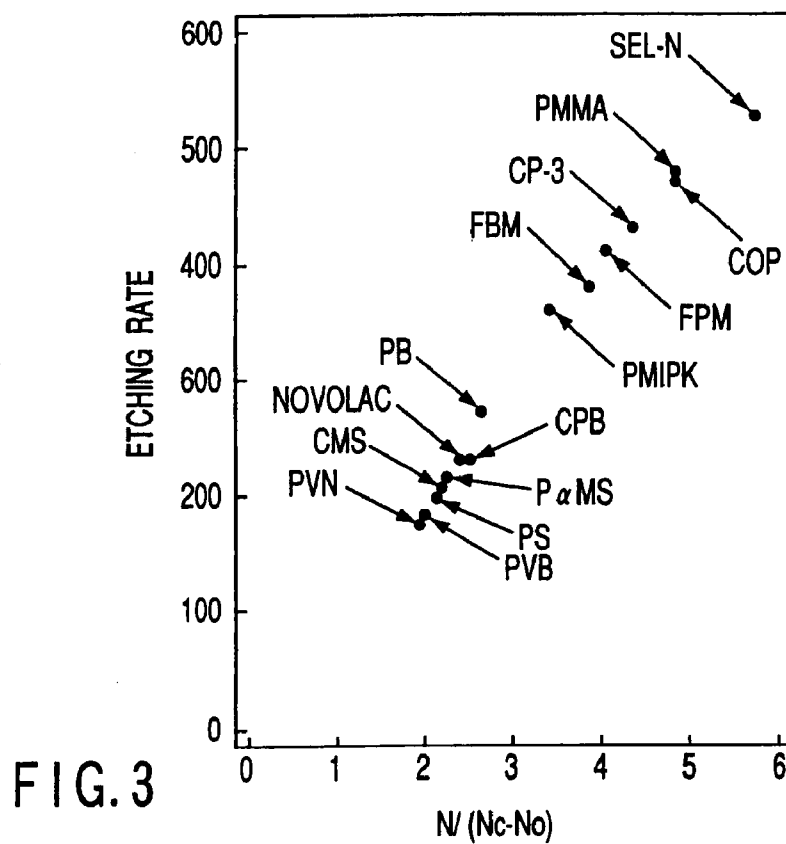 600
500
400
600
200
100
0
ETCHING RATE
SEL-N
PMMA
CP-3
COP
FBM
FPM
PMIPK
PB
NOVOLAC
CPB
CMS
PαMS
PVN
PS
PVB
0 1 2 3 4 5 6
N/ (Nc-No)
FIG. 3